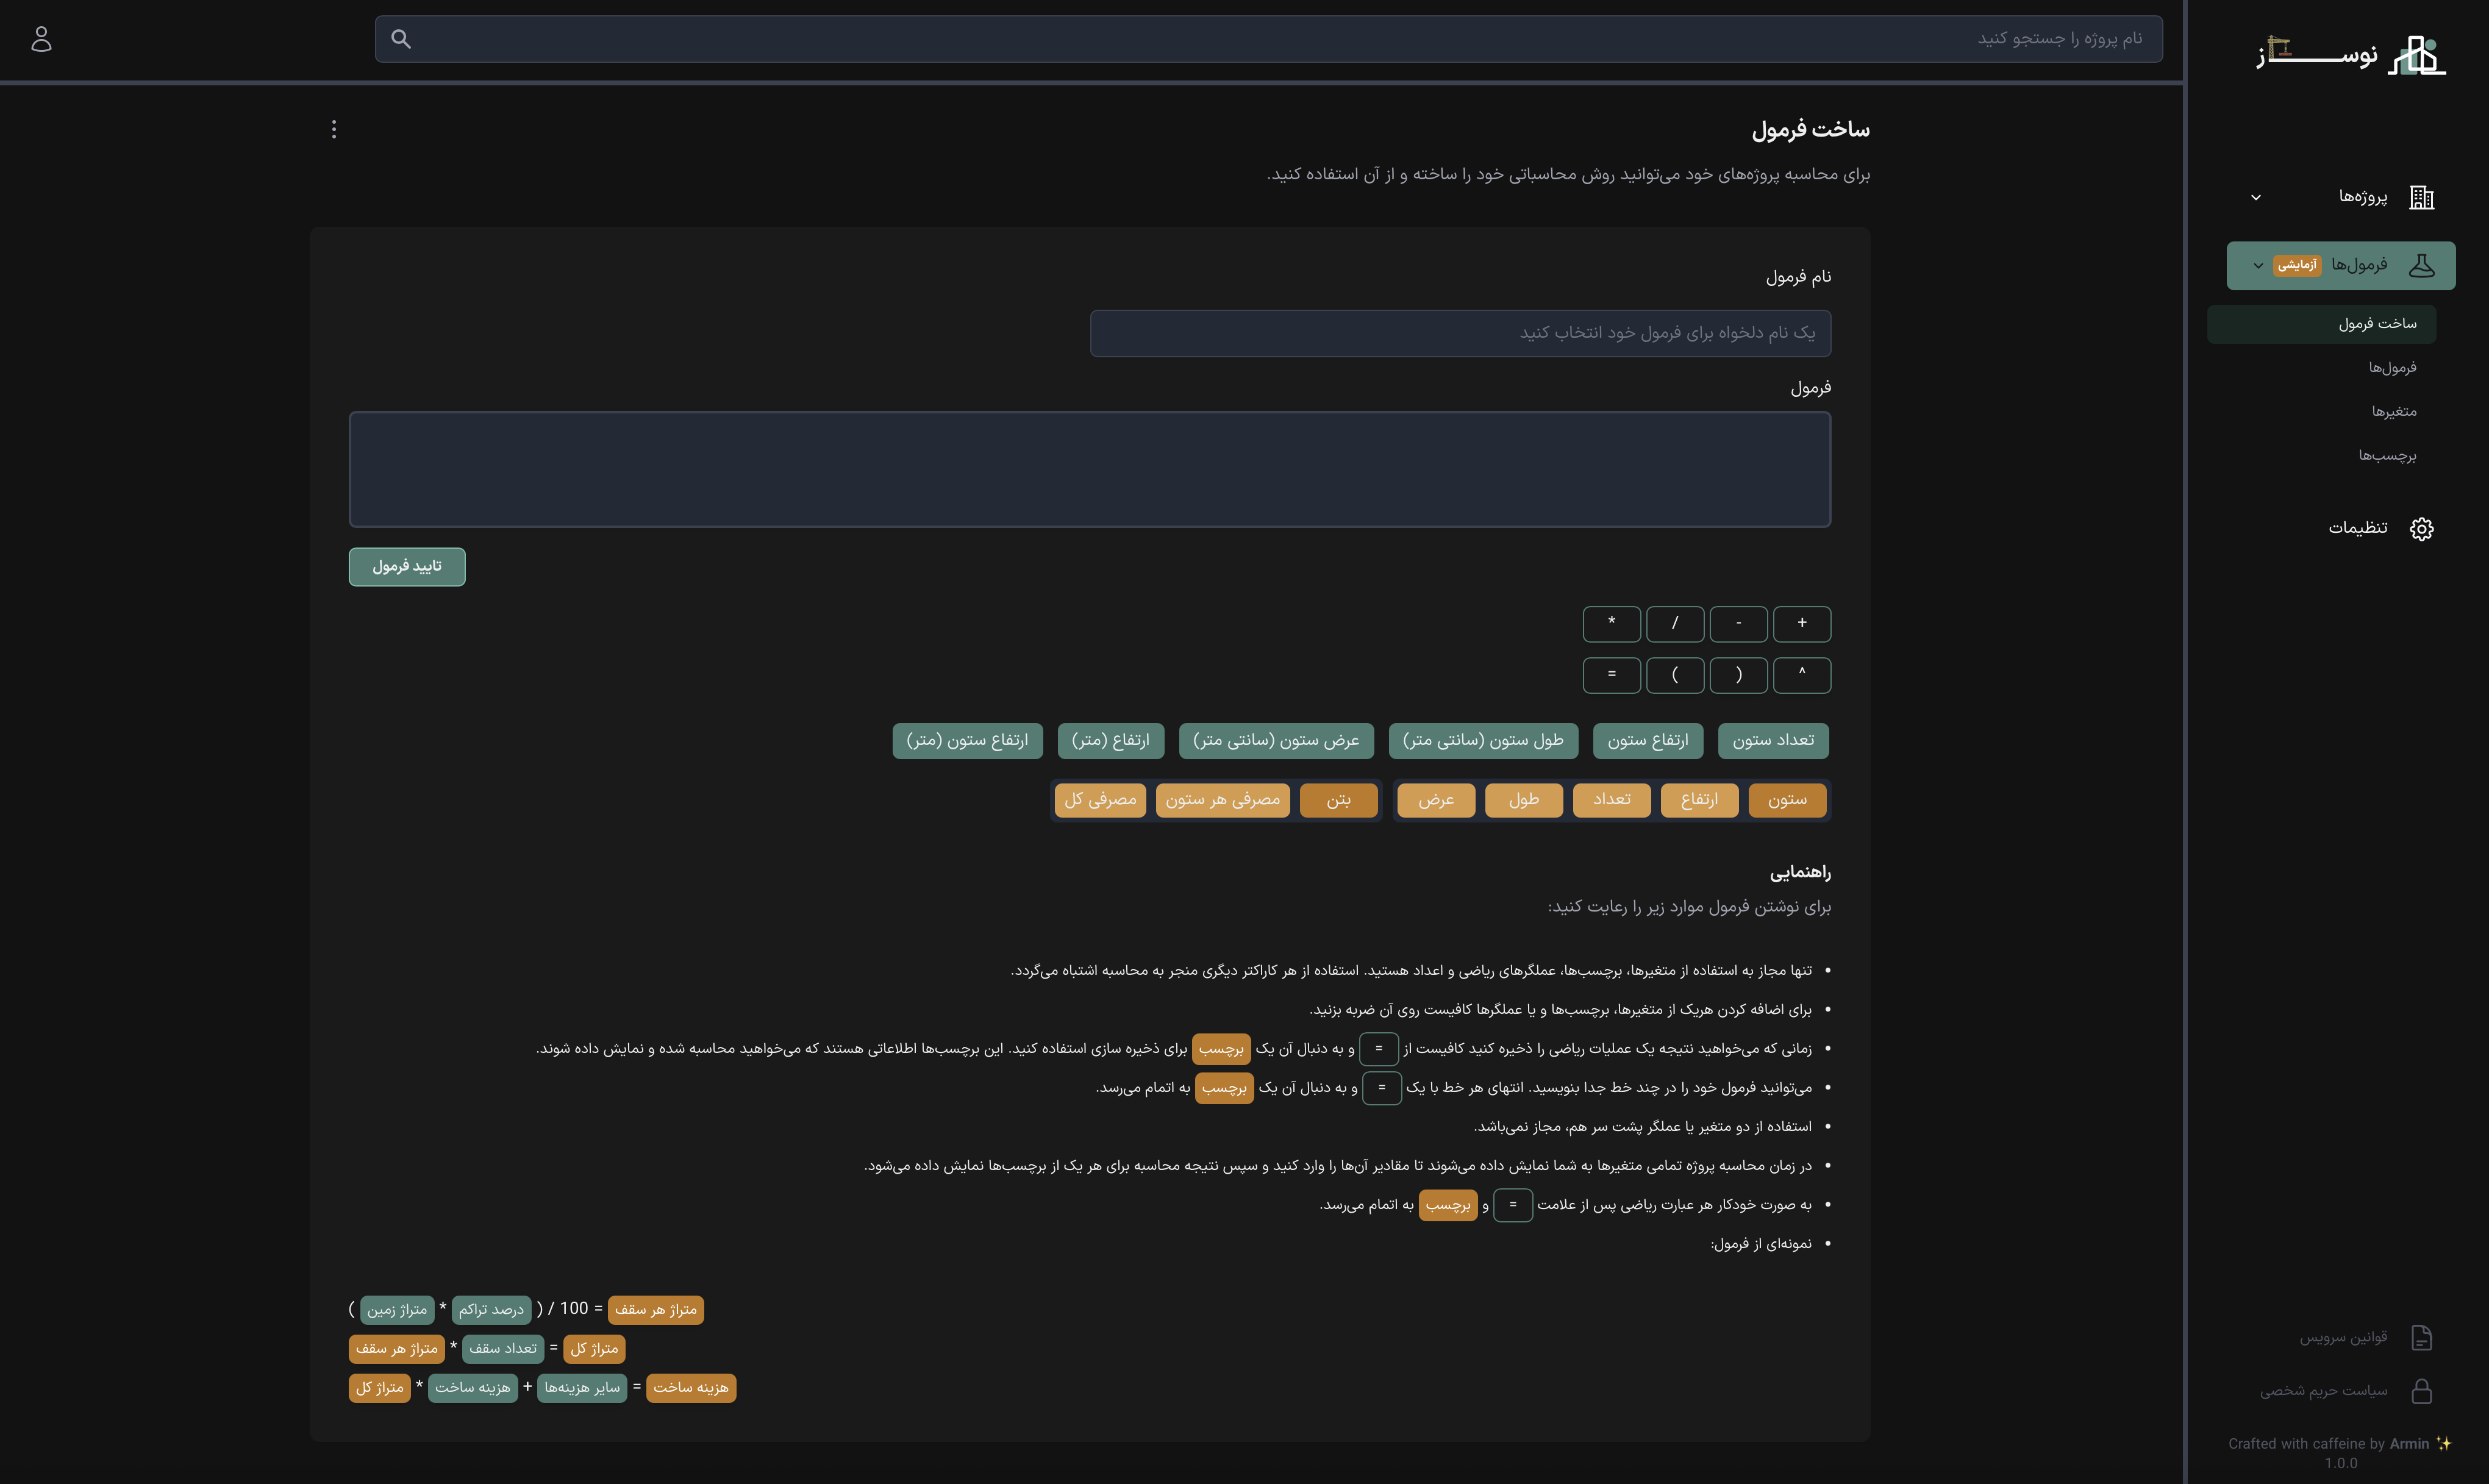 نوســـــاز
نام پروژه را جستجو کنید
پروژه‌ها
فرمول‌ها آزمایشی
ساخت فرمول
فرمول‌ها
متغیرها
برچسب‌ها
تنظیمات
قوانین سرویس
سیاست حریم شخصی
Crafted with caffeine by Armin ✨
1.0.0
ساخت فرمول
برای محاسبه پروژه‌های خود می‌توانید روش محاسباتی خود را ساخته و از آن استفاده کنید.
نام فرمول
یک نام دلخواه برای فرمول خود انتخاب کنید
فرمول
تایید فرمول
+ - / *
^ ) ( =
تعداد ستون ارتفاع ستون طول ستون (سانتی متر) عرض ستون (سانتی متر) ارتفاع (متر) ارتفاع ستون (متر)
ستون ارتفاع تعداد طول عرض بتن مصرفی هر ستون مصرفی کل
راهنمایی
برای نوشتن فرمول موارد زیر را رعایت کنید:
• تنها مجاز به استفاده از متغیرها، برچسب‌ها، عملگرهای ریاضی و اعداد هستید. استفاده از هر کاراکتر دیگری منجر به محاسبه اشتباه می‌گردد.
• برای اضافه کردن هریک از متغیرها، برچسب‌ها و یا عملگرها کافیست روی آن ضربه بزنید.
• زمانی که می‌خواهید نتیجه یک عملیات ریاضی را ذخیره کنید کافیست از = و به دنبال آن یک برچسب برای ذخیره سازی استفاده کنید. این برچسب‌ها اطلاعاتی هستند که می‌خواهید محاسبه شده و نمایش داده شوند.
• می‌توانید فرمول خود را در چند خط جدا بنویسید. انتهای هر خط با یک = و به دنبال آن یک برچسب به اتمام می‌رسد.
• استفاده از دو متغیر یا عملگر پشت سر هم، مجاز نمی‌باشد.
• در زمان محاسبه پروژه تمامی متغیرها به شما نمایش داده می‌شوند تا مقادیر آن‌ها را وارد کنید و سپس نتیجه محاسبه برای هر یک از برچسب‌ها نمایش داده می‌شود.
• به صورت خودکار هر عبارت ریاضی پس از علامت = و برچسب به اتمام می‌رسد.
• نمونه‌ای از فرمول:
( متراژ زمین * درصد تراکم ) / 100 = متراژ هر سقف
متراژ هر سقف * تعداد سقف = متراژ کل
متراژ کل * هزینه ساخت + سایر هزینه‌ها = هزینه ساخت